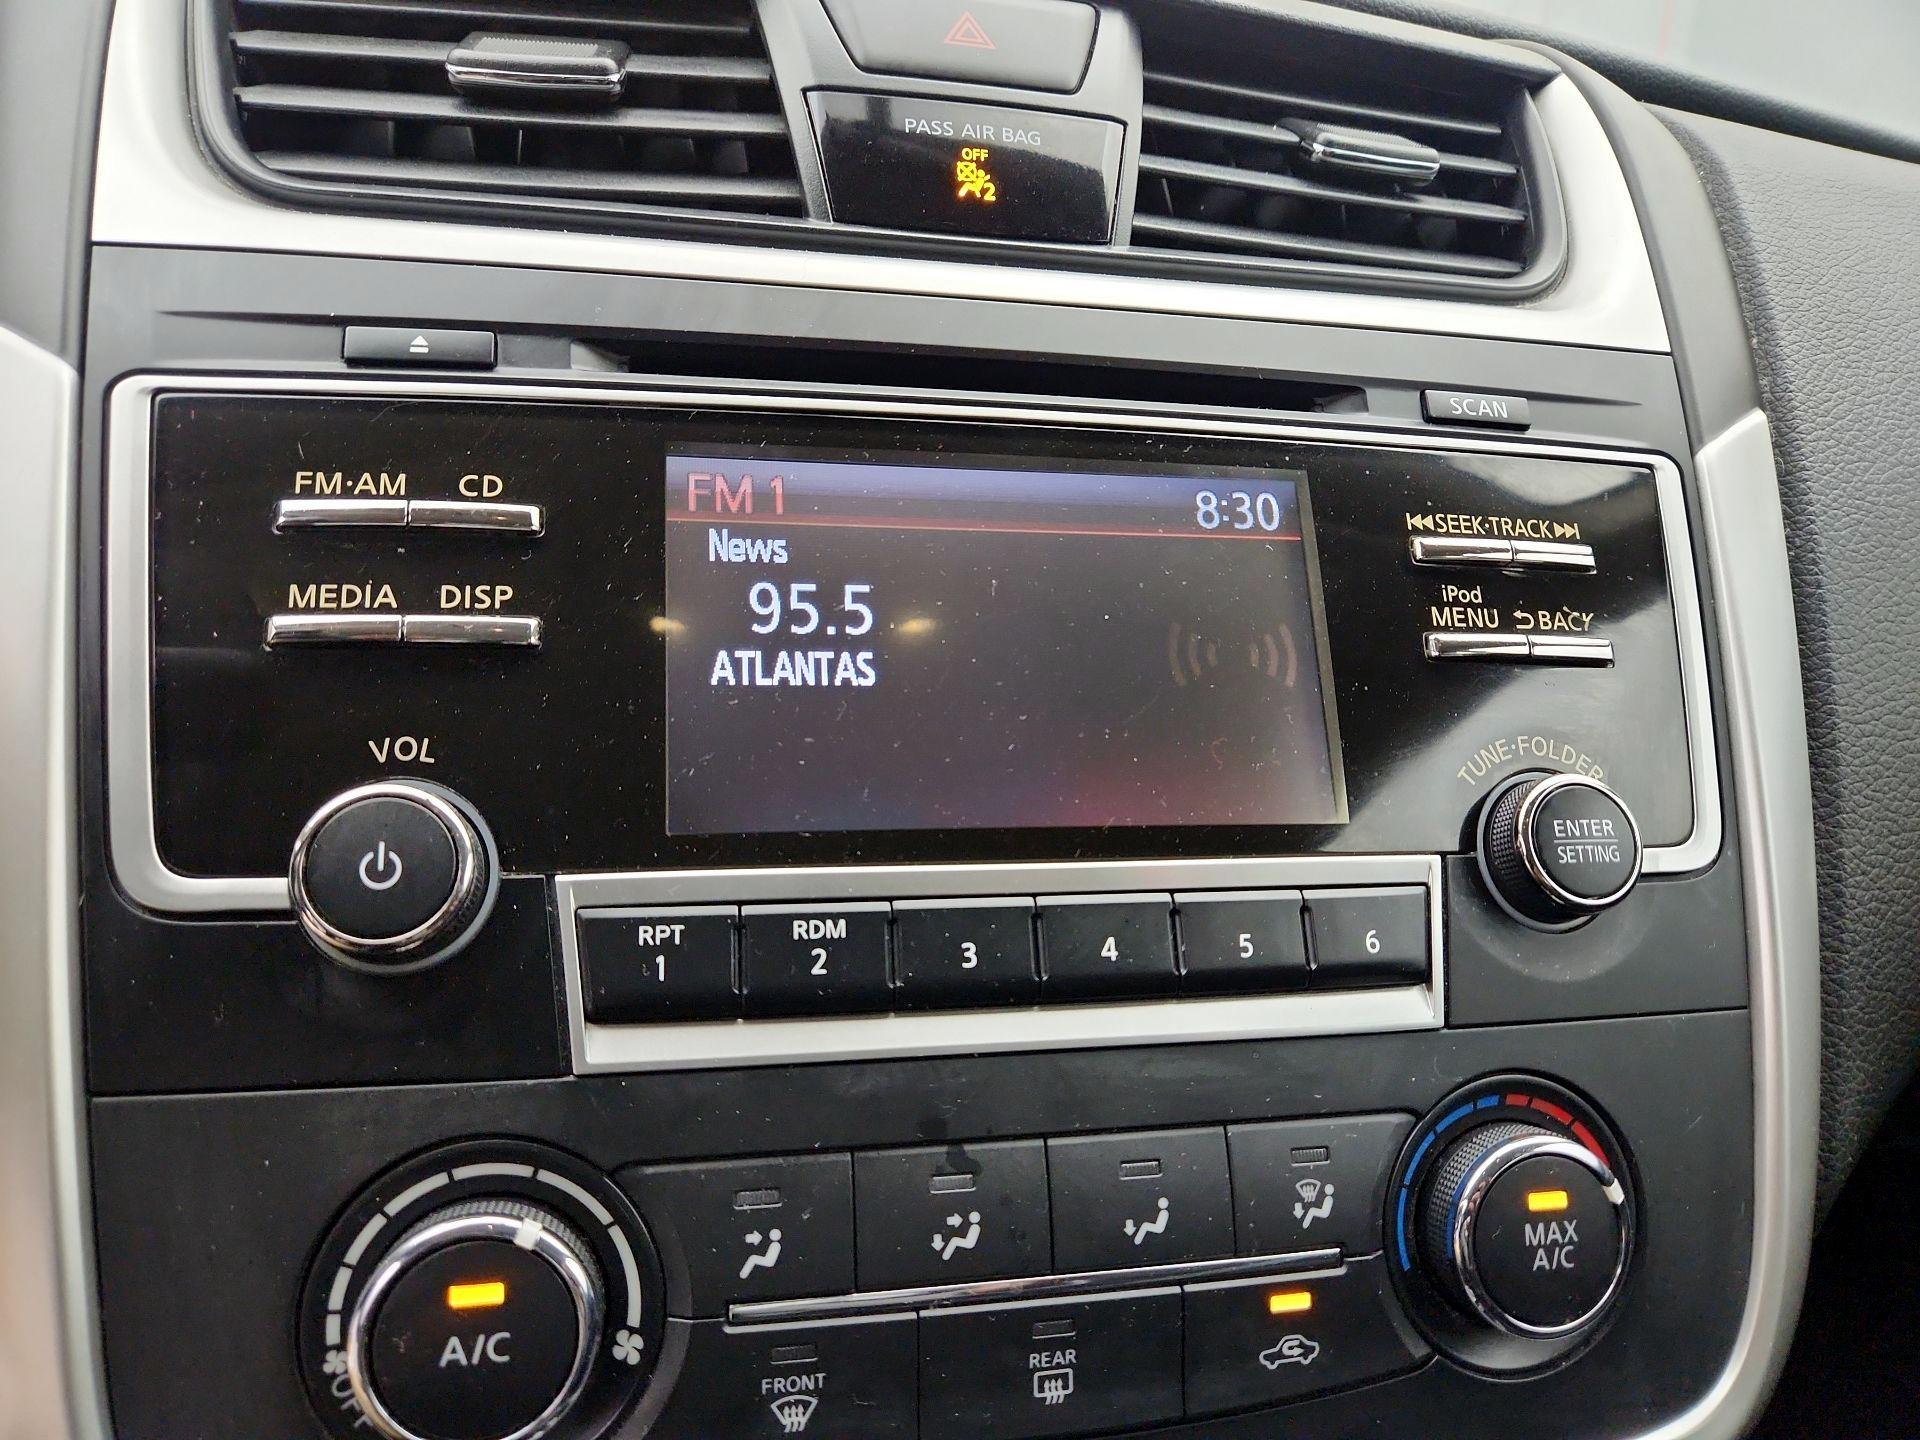 PASS AIR BAG
OFF
2
SCAN
FM·AM CD
MEDIA DISP
VOL
FM 1 8:30
News
95.5
ATLANTAS
SEEK·TRACK
iPod
MENU BACK
TUNE·FOLDER
ENTER
SETTING
RPT
1
RDM
2
3
4
5
6
A/C
OFF
FRONT
REAR
MAX
A/C